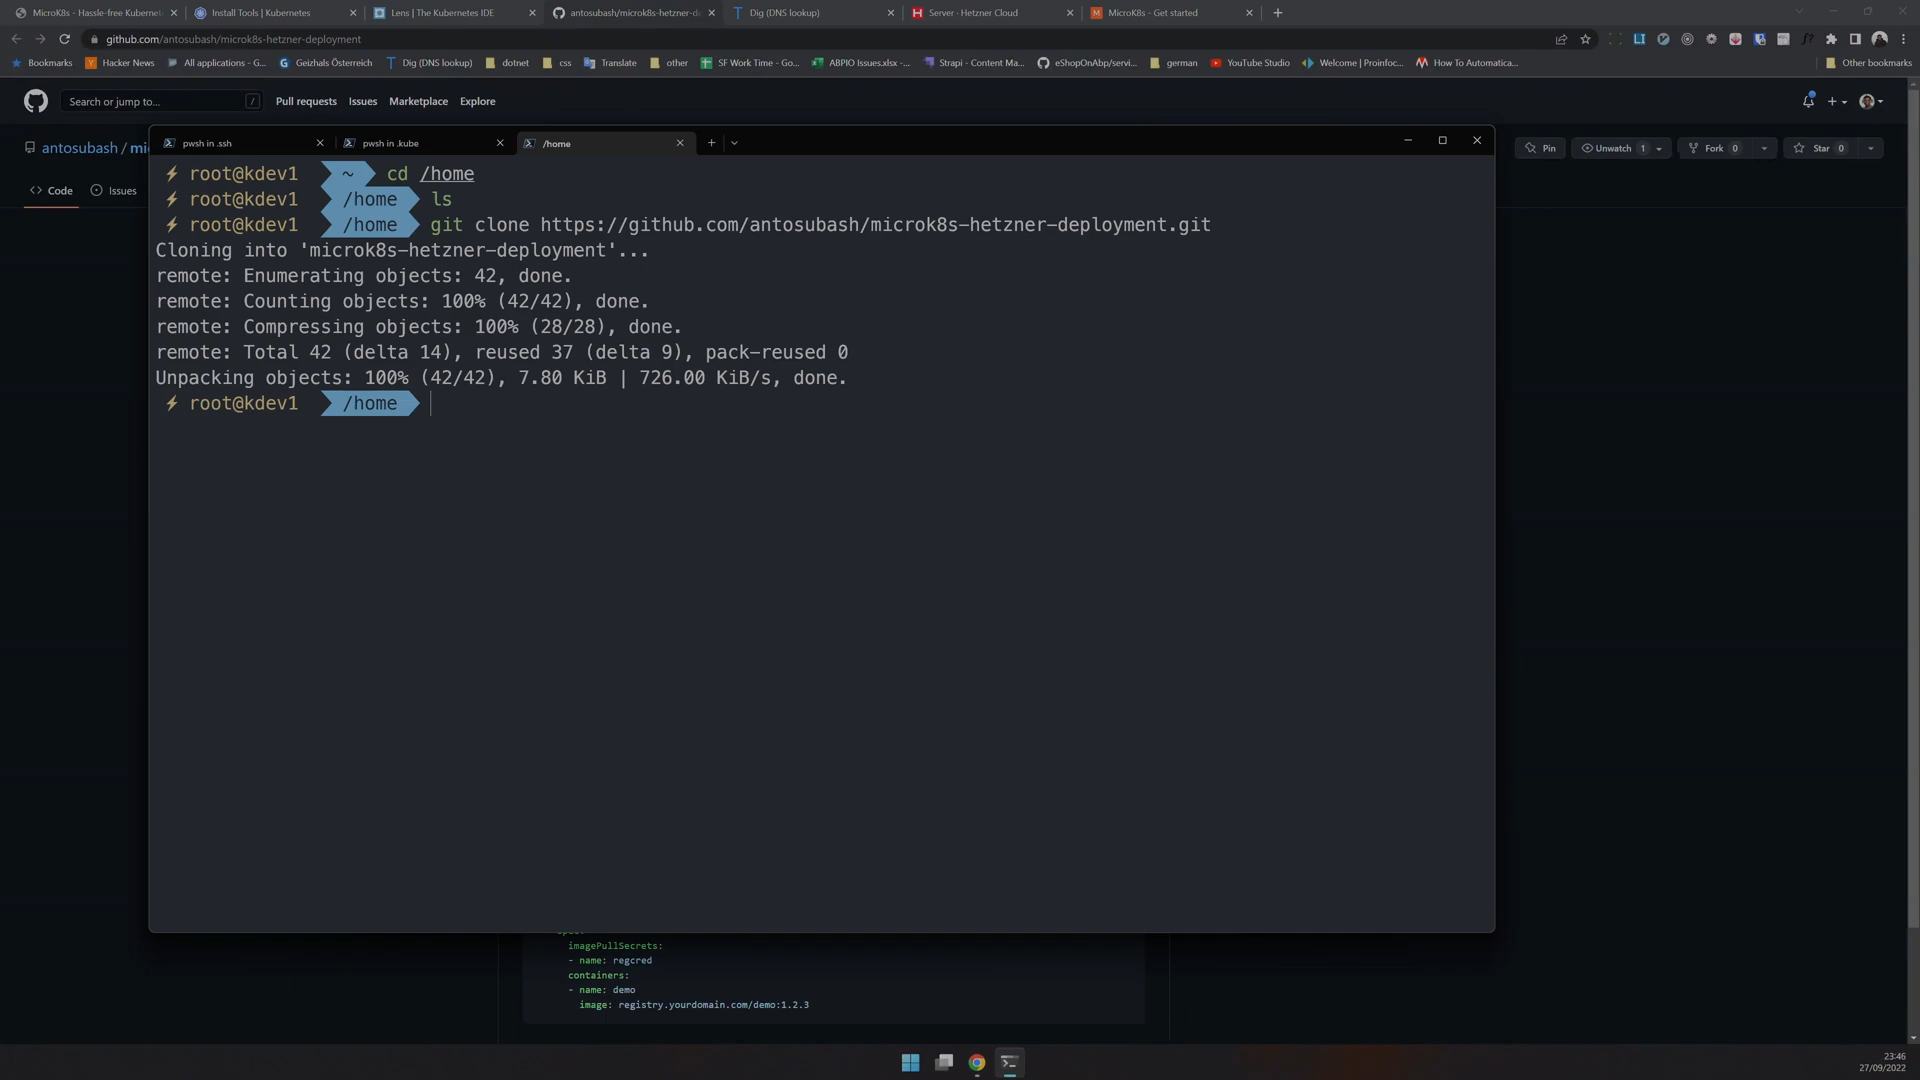 MicroK8s - Hassle-free Kubernet
Install Tools | Kubernetes
Lens | The Kubernetes IDE
antosubash/microk8s-hetzner-de
Dig (DNS lookup)
Server · Hetzner Cloud
MicroK8s - Get started
github.com/antosubash/microk8s-hetzner-deployment
Bookmarks
Hacker News
All applications - G...
Geizhals Österreich
Dig (DNS lookup)
dotnet
css
Translate
other
SF Work Time - Go...
ABPIO Issues.xlsx -...
Strapi - Content Ma...
eShopOnAbp/servi...
german
YouTube Studio
Welcome | Proinfoc...
How To Automatica...
Other bookmarks
Search or jump to...
/
Pull requests
Issues
Marketplace
Explore
antosubash / mi
Pin
Unwatch 1
Fork 0
Star 0
Code
Issues
pwsh in .ssh
pwsh in .kube
/home
root@kdev1 ~ cd /home
root@kdev1 /home ls
root@kdev1 /home git clone https://github.com/antosubash/microk8s-hetzner-deployment.git
Cloning into 'microk8s-hetzner-deployment'...
remote: Enumerating objects: 42, done.
remote: Counting objects: 100% (42/42), done.
remote: Compressing objects: 100% (28/28), done.
remote: Total 42 (delta 14), reused 37 (delta 9), pack-reused 0
Unpacking objects: 100% (42/42), 7.80 KiB | 726.00 KiB/s, done.
root@kdev1 /home
imagePullSecrets:
- name: regcred
containers:
- name: demo
image: registry.yourdomain.com/demo:1.2.3
23:46
27/09/2022